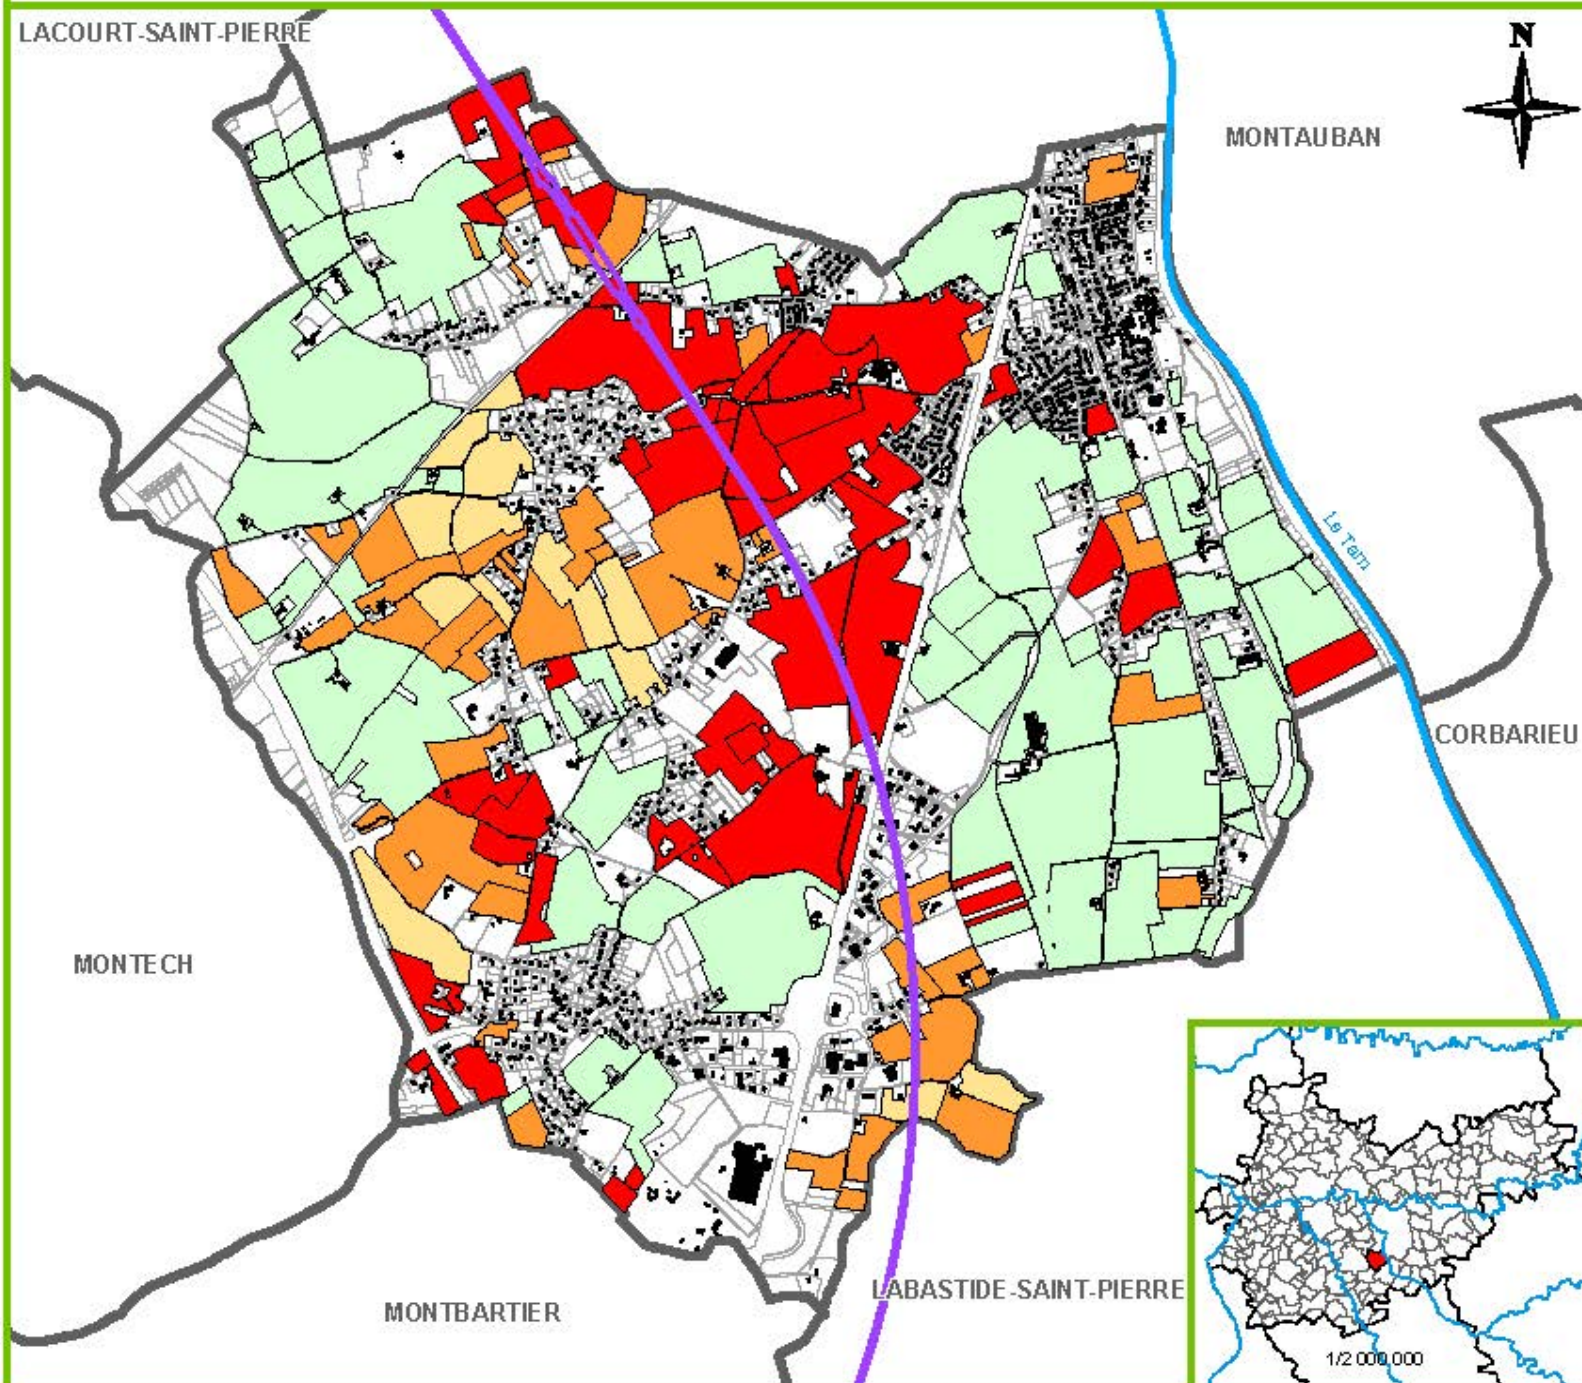 LACOURT-SAINT-PIERRE
N
MONTAUBAN
Le Tarn
CORBARIEU
MONTECH
LABASTIDE-SAINT-PIERRE
MONTBARTIER
1/2 000 000